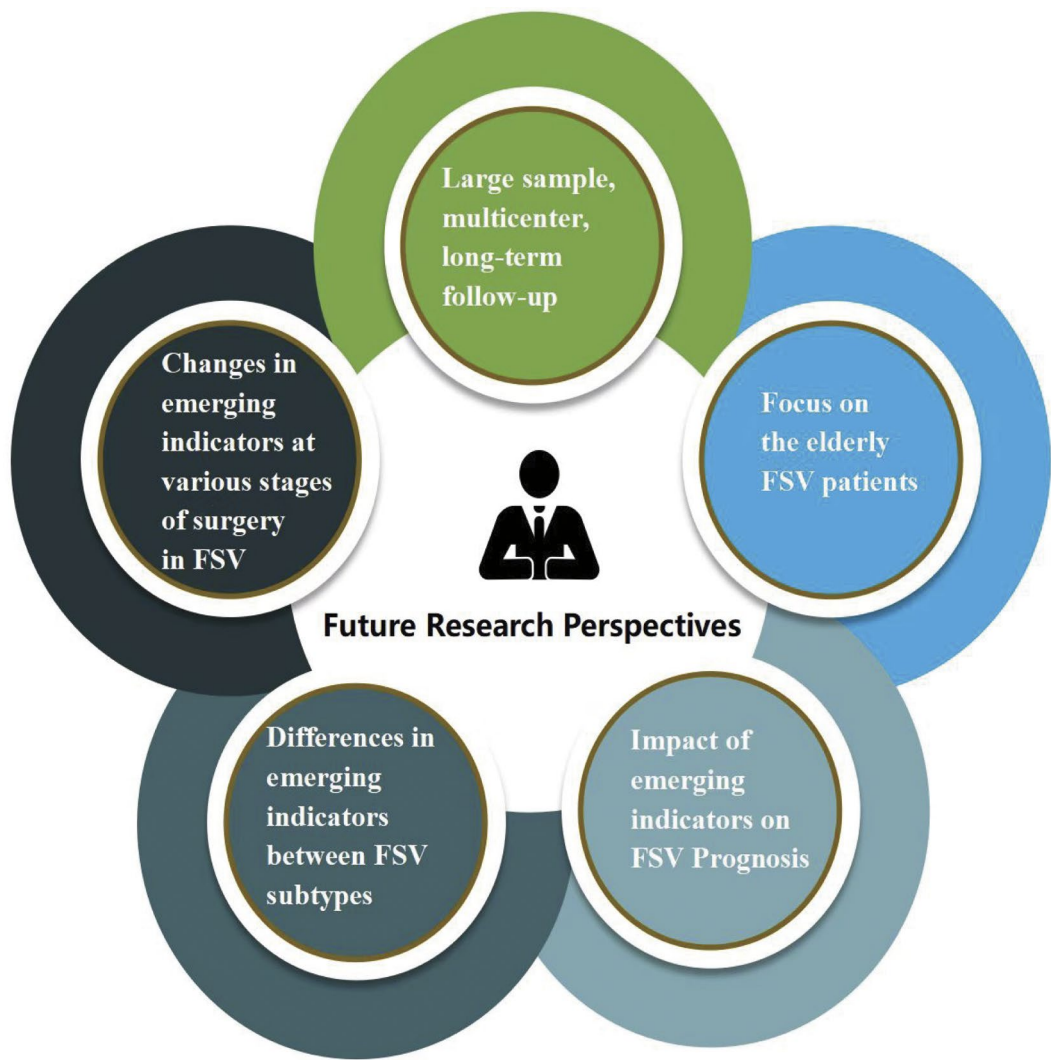 Large sample,
multicenter,
long-term
follow-up
Focus on
the elderly
FSV patients
Impact of
emerging
indicators on
FSV Prognosis
Differences in
emerging
indicators
between FSV
subtypes
Changes in
emerging
indicators at
various stages
of surgery
in FSV
Future Research Perspectives